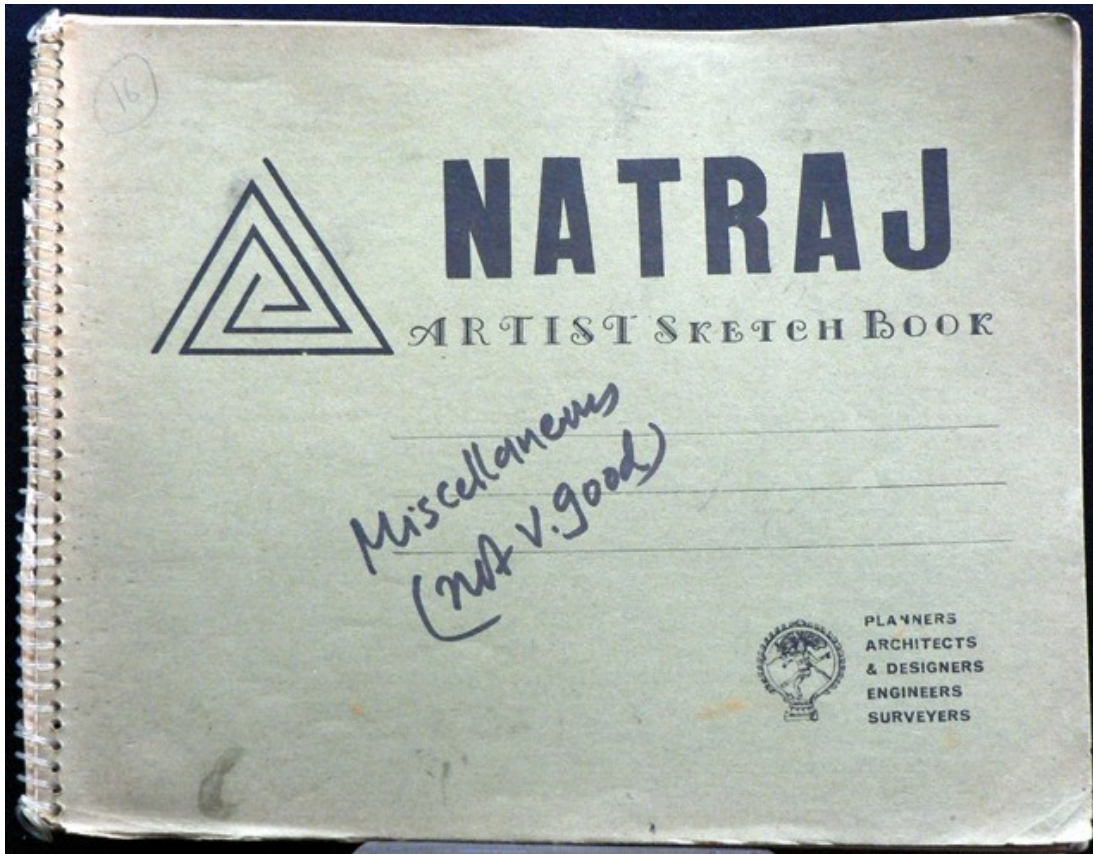 16
NATRAJ
ARTIST SKETCH BOOK
Miscellaneous
(not v. good)
PLANNERS
ARCHITECTS
& DESIGNERS
ENGINEERS
SURVEYERS